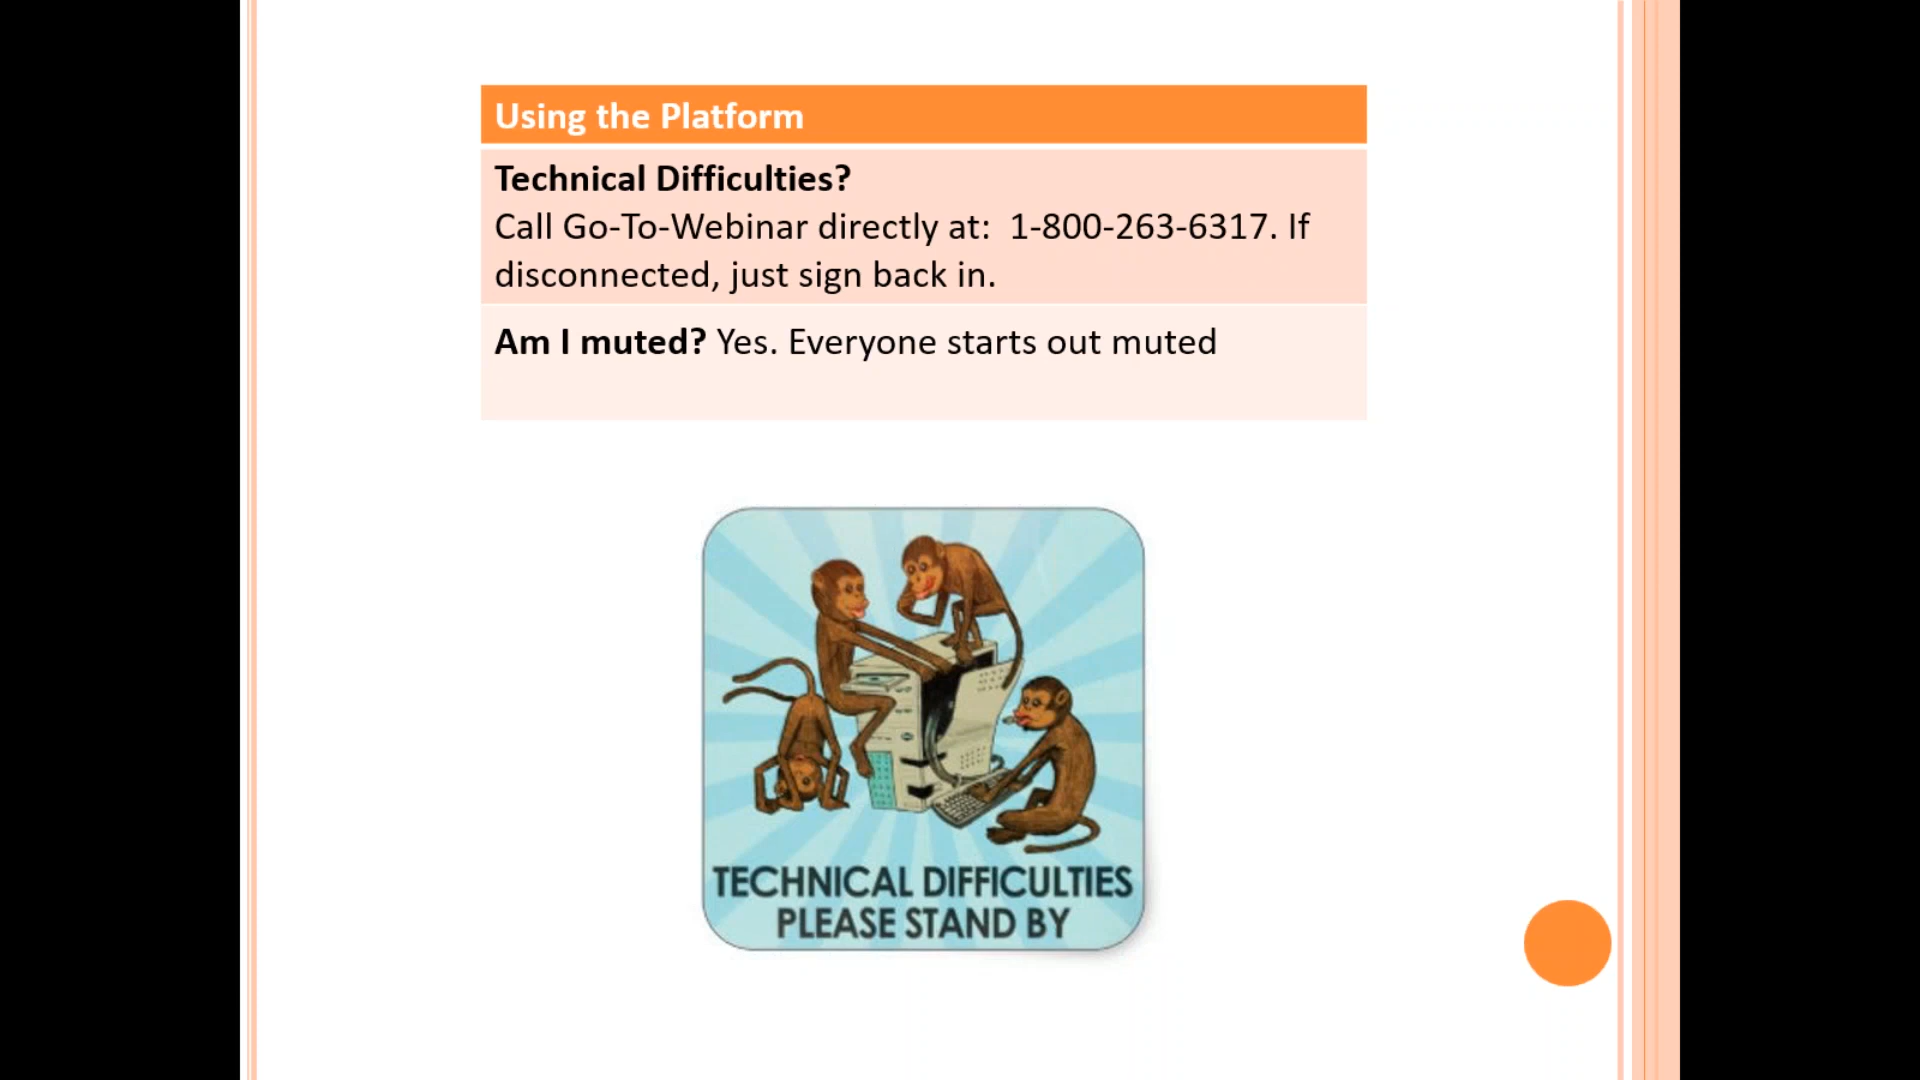 Using the Platform
Technical Difficulties?
Call Go-To-Webinar directly at:  1-800-263-6317. If
disconnected, just sign back in.
Am I muted? Yes. Everyone starts out muted
TECHNICAL DIFFICULTIES
PLEASE STAND BY